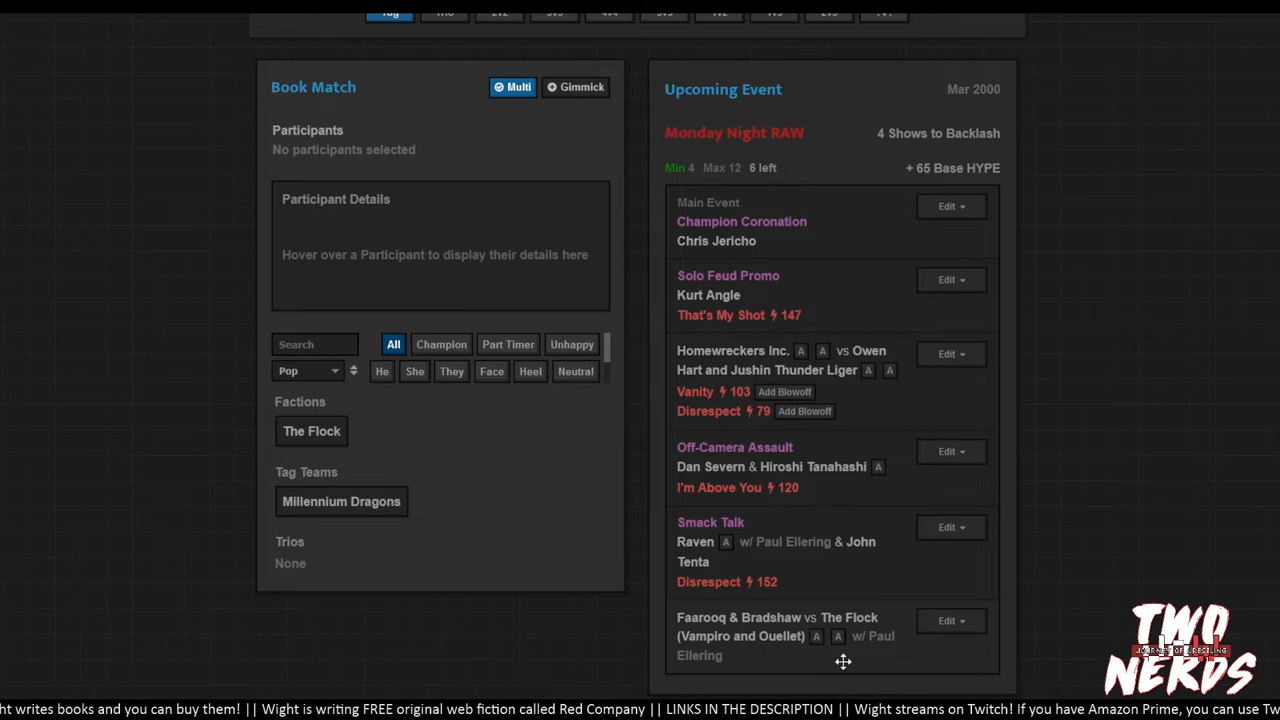 Tag
Book Match
Multi
Gimmick
Participants
No participants selected
Participant Details
Hover over a Participant to display their details here
Search
All
Champion
Part Timer
Unhappy
Pop
He
She
They
Face
Heel
Neutral
Factions
The Flock
Tag Teams
Millennium Dragons
Trios
None
Upcoming Event
Mar 2000
Monday Night RAW
4 Shows to Backlash
Min 4 Max 12 6 left
+ 65 Base HYPE
Main Event
Edit
Champion Coronation
Chris Jericho
Solo Feud Promo
Edit
Kurt Angle
That's My Shot 147
Homewreckers Inc. A A vs Owen
Edit
Hart and Jushin Thunder Liger A A
Vanity 103 Add Blowoff
Disrespect 79 Add Blowoff
Off-Camera Assault
Edit
Dan Severn & Hiroshi Tanahashi A
I'm Above You 120
Smack Talk
Edit
Raven A w/ Paul Ellering & John
Tenta
Disrespect 152
Faarooq & Bradshaw vs The Flock
Edit
(Vampiro and Ouellet) A A w/ Paul
Ellering
TWO
JOURNEY OF WRESTLING
NERDS
ht writes books and you can buy them! || Wight is writing FREE original web fiction called Red Company || LINKS IN THE DESCRIPTION || Wight streams on Twitch! If you have Amazon Prime, you can use Tw